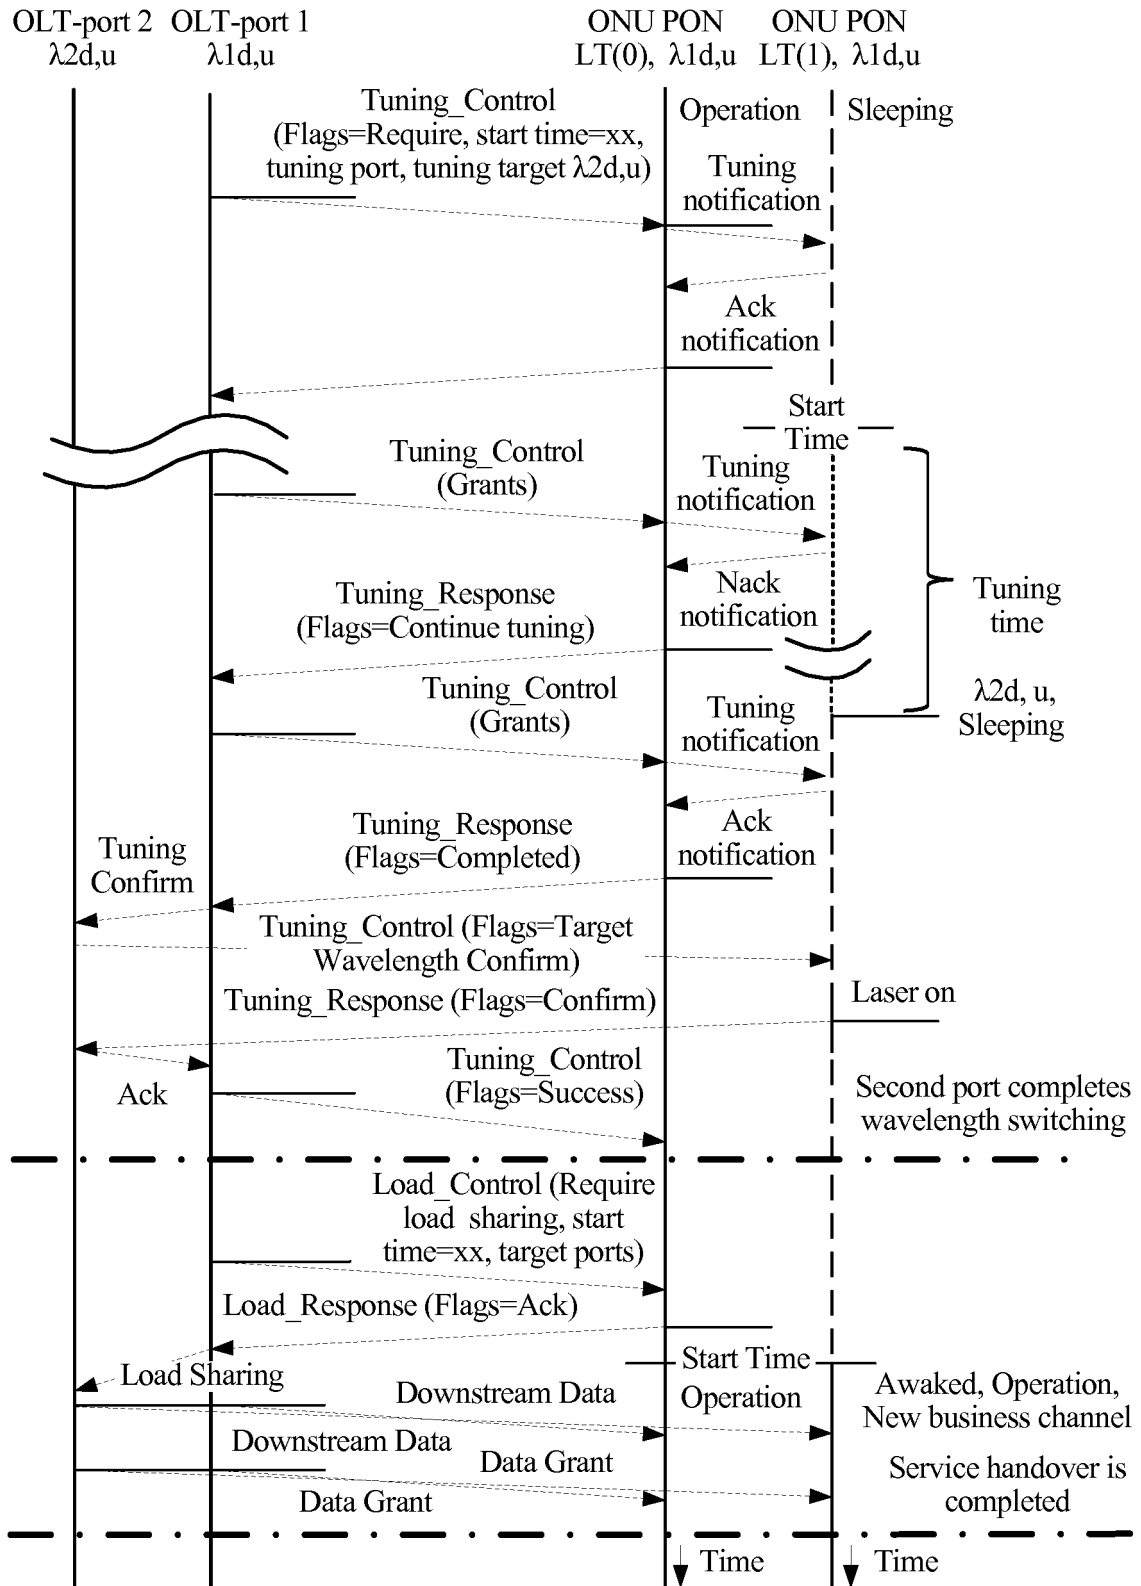 OLT-port 2
λ2d,u
OLT-port 1
λ1d,u
ONU PON
LT(0), λ1d,u
ONU PON
LT(1), λ1d,u
Tuning_Control
(Flags=Require, start time=xx,
tuning port, tuning target λ2d,u)
Operation
Sleeping
Tuning
notification
Ack
notification
Start
Time
Tuning_Control
(Grants)
Tuning
notification
Tuning_Response
(Flags=Continue tuning)
Nack
notification
Tuning
time
Tuning_Control
(Grants)
Tuning
notification
λ2d, u,
Sleeping
Tuning_Response
(Flags=Completed)
Ack
notification
Tuning
Confirm
Tuning_Control (Flags=Target
Wavelength Confirm)
Tuning_Response (Flags=Confirm)
Laser on
Ack
Tuning_Control
(Flags=Success)
Second port completes
wavelength switching
Load_Control (Require
load sharing, start
time=xx, target ports)
Load_Response (Flags=Ack)
Load Sharing
Start Time
Operation
Downstream Data
Awaked, Operation,
New business channel
Downstream Data
Data Grant
Data Grant
Service handover is
completed
Time
Time